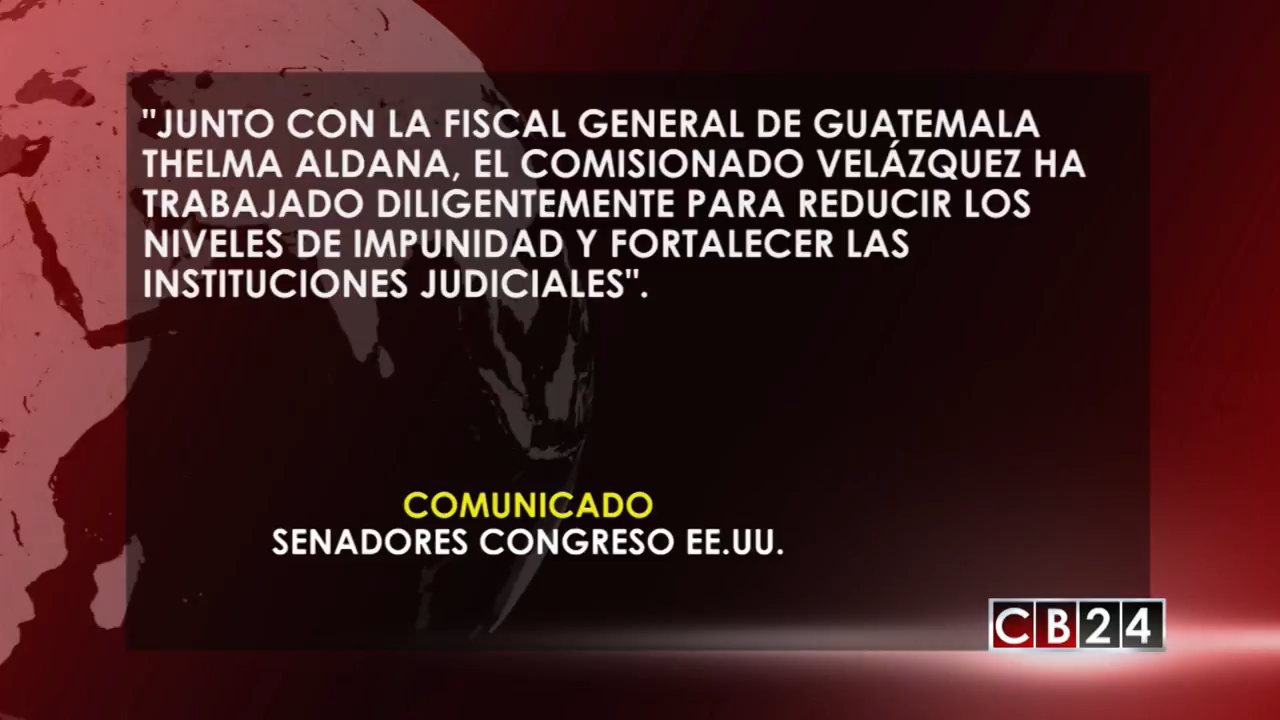 "JUNTO CON LA FISCAL GENERAL DE GUATEMALA
THELMA ALDANA, EL COMISIONADO VELÁZQUEZ HA
TRABAJADO DILIGENTEMENTE PARA REDUCIR LOS
NIVELES DE IMPUNIDAD Y FORTALECER LAS
INSTITUCIONES JUDICIALES".
COMUNICADO
SENADORES CONGRESO EE.UU.
CB24